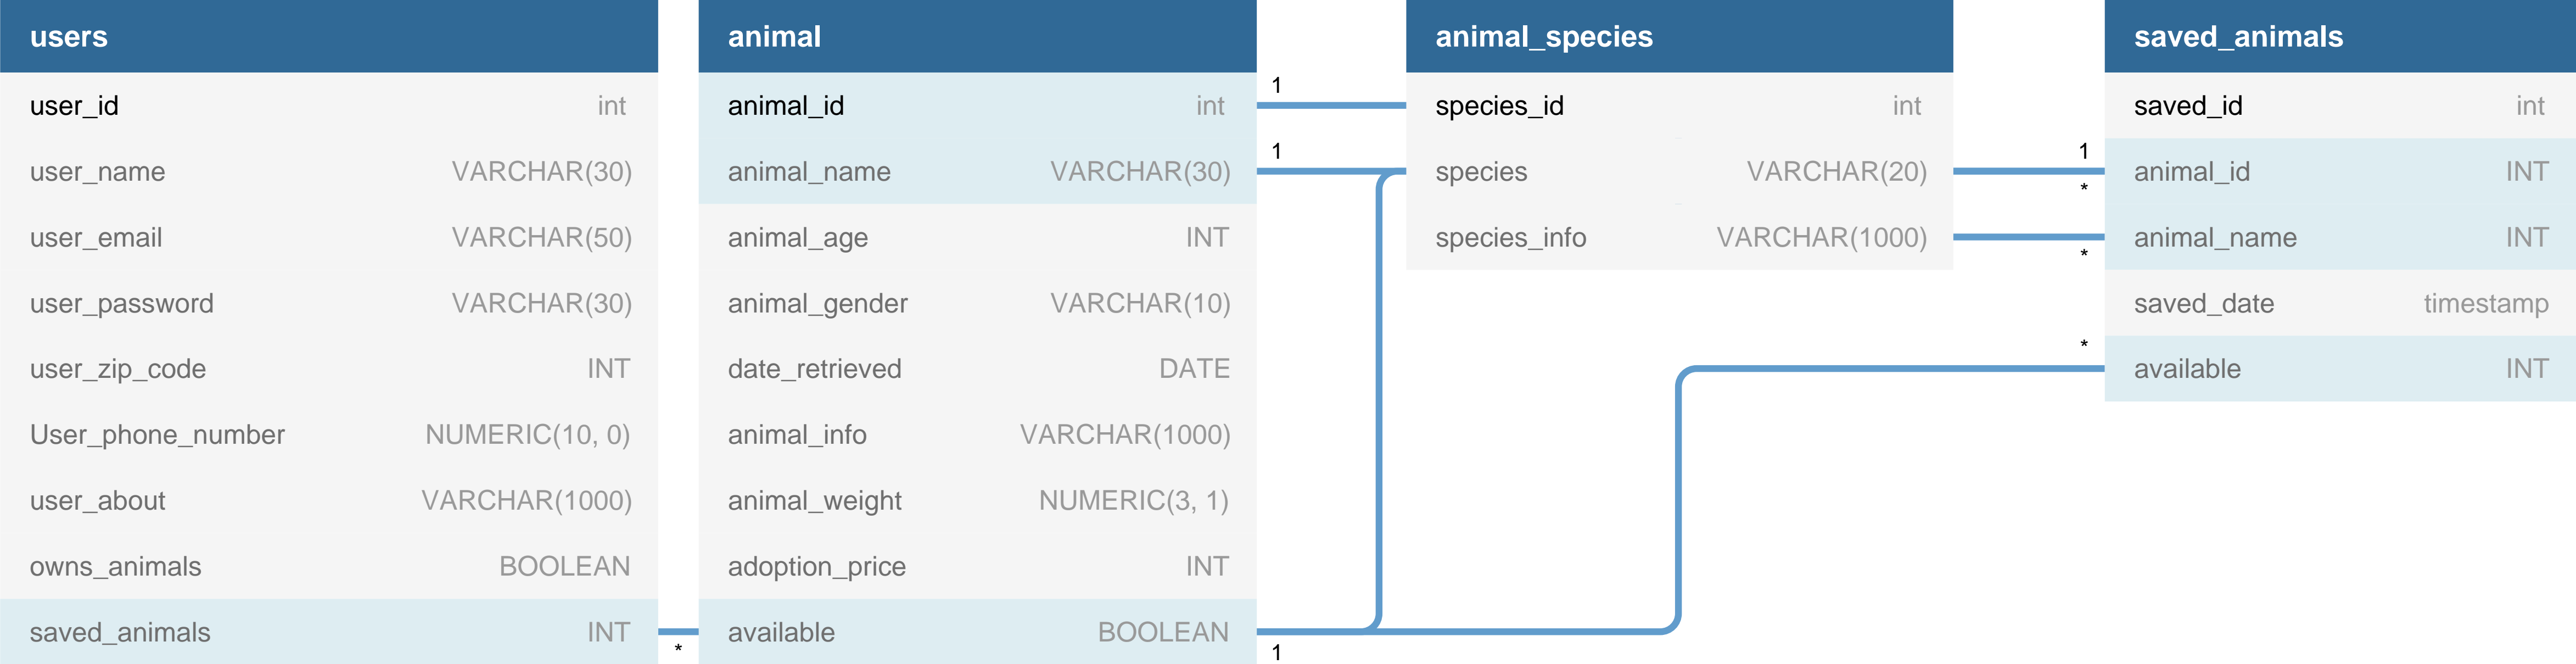 users
user_id int
user_name VARCHAR(30)
user_email VARCHAR(50)
user_password VARCHAR(30)
user_zip_code INT
User_phone_number NUMERIC(10, 0)
user_about VARCHAR(1000)
owns_animals BOOLEAN
saved_animals INT
*
animal
animal_id int
1
animal_name VARCHAR(30)
1
animal_age INT
animal_gender VARCHAR(10)
date_retrieved DATE
animal_info VARCHAR(1000)
animal_weight NUMERIC(3, 1)
adoption_price INT
available BOOLEAN
1
animal_species
species_id int
species VARCHAR(20)
species_info VARCHAR(1000)
saved_animals
saved_id int
1
animal_id INT
*
animal_name INT
*
saved_date timestamp
*
available INT